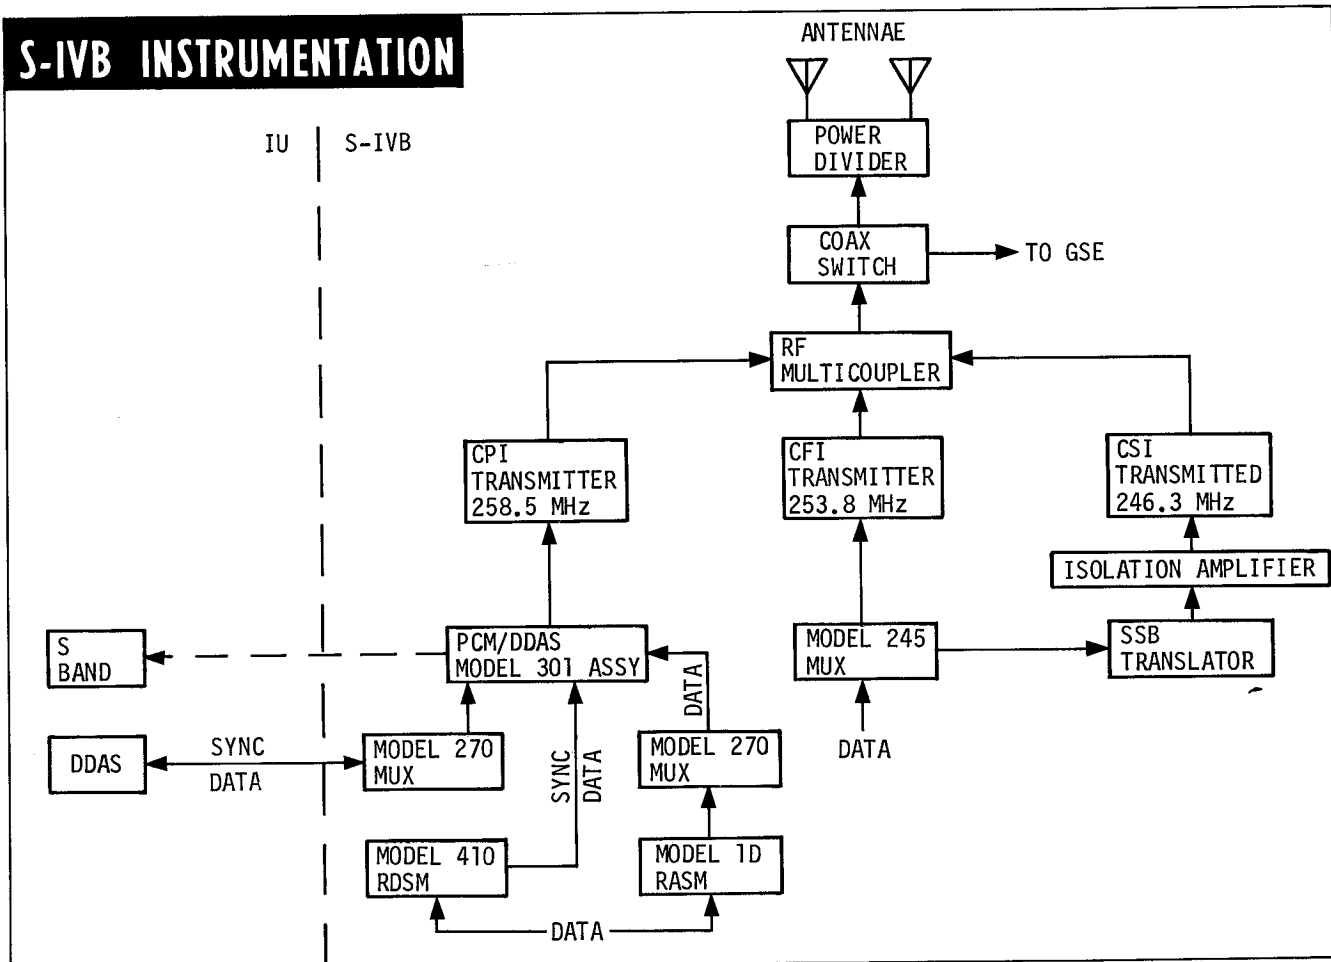 S-IVB INSTRUMENTATION
ANTENNAE
IU
S-IVB
POWER
DIVIDER
COAX
SWITCH
TO GSE
RF
MULTICOUPLER
CPI
TRANSMITTER
258.5 MHz
CFI
TRANSMITTER
253.8 MHz
CSI
TRANSMITTED
246.3 MHz
ISOLATION AMPLIFIER
S
BAND
PCM/DDAS
MODEL 301 ASSY
MODEL 245
MUX
SSB
TRANSLATOR
DATA
DDAS
SYNC
DATA
MODEL 270
MUX
SYNC
DATA
MODEL 270
MUX
DATA
MODEL 410
RDSM
MODEL 1D
RASM
DATA